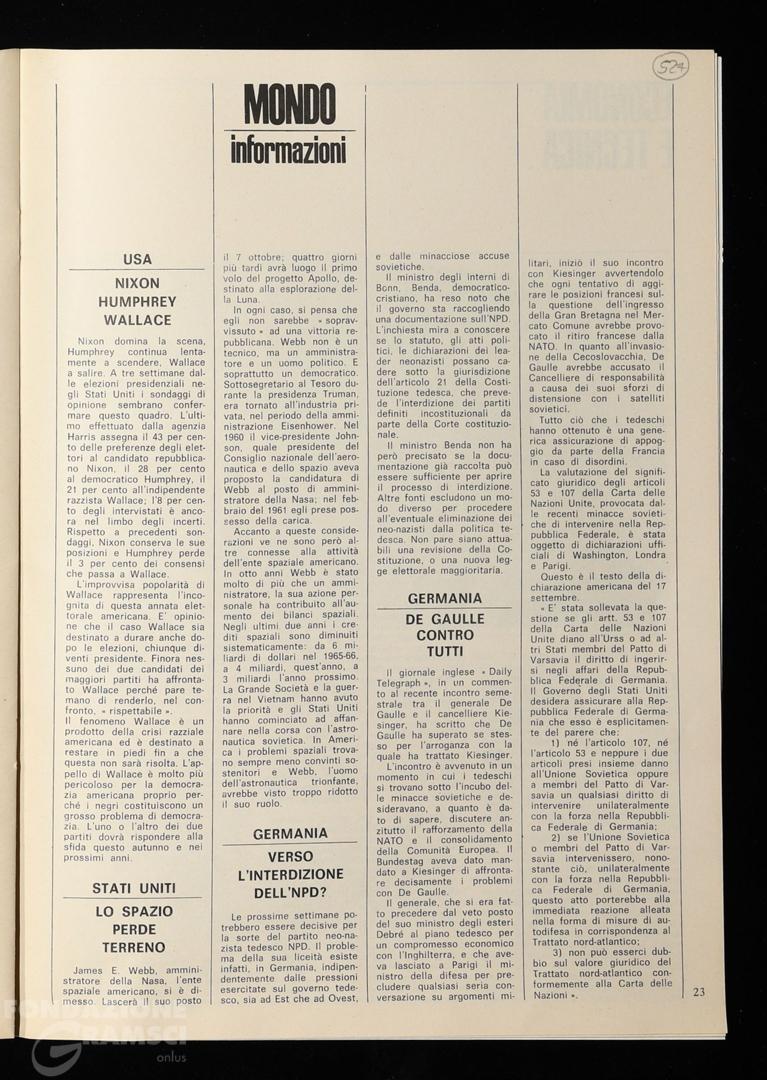 524
MONDO
informazioni
USA
NIXON
HUMPHREY
WALLACE
Nixon domina la scena,
Humphrey continua lenta-
mente a scendere, Wallace
a salire. A tre settimane dal-
le elezioni presidenziali ne-
gli Stati Uniti i sondaggi di
opinione sembrano confer-
mare questo quadro. L'ulti-
mo effettuato dalla agenzia
Harris assegna il 43 per cen-
to delle preferenze degli elet-
tori al candidato repubblica-
no Nixon, il 28 per cento
al democratico Humphrey, il
21 per cento all'indipendente
razzista Wallace; l'8 per cen-
to degli intervistati è anco-
ra nel limbo degli incerti.
Rispetto a precedenti son-
daggi, Nixon conserva le sue
posizioni e Humphrey perde
il 3 per cento dei consensi
che passa a Wallace.
L'improvvisa popolarità di
Wallace rappresenta l'inco-
gnita di questa annata elet-
torale americana. E' opinio-
ne che il caso Wallace sia
destinato a durare anche do-
po le elezioni, chiunque di-
venti presidente. Finora nes-
suno dei due candidati dei
maggiori partiti ha affronta-
to Wallace perché pare te-
mano di renderlo, nel con-
fronto, « rispettabile ».
Il fenomeno Wallace è un
prodotto della crisi razziale
americana ed è destinato a
restare in piedi fin a che
questa non sarà risolta. L'ap-
pello di Wallace è molto più
pericoloso per la democra-
zia americana proprio per-
ché i negri costituiscono un
grosso problema di democra-
zia. L'uno o l'altro dei due
partiti dovrà rispondere alla
sfida questo autunno e nei
prossimi anni.
STATI UNITI
LO SPAZIO
PERDE
TERRENO
James E. Webb, ammini-
stratore della Nasa, l'ente
spaziale americano, si è di-
messo. Lascerà il suo posto
il 7 ottobre; quattro giorni
più tardi avrà luogo il primo
volo del progetto Apollo, de-
stinato alla esplorazione del-
la Luna.
In ogni caso, si pensa che
egli non sarebbe « soprav-
vissuto » ad una vittoria re-
pubblicana. Webb non è un
tecnico, ma un amministra-
tore e un uomo politico. E
soprattutto un democratico.
Sottosegretario al Tesoro du-
rante la presidenza Truman,
era tornato all'industria pri-
vata, nel periodo della ammi-
nistrazione Eisenhower. Nel
1960 il vice-presidente John-
son, quale presidente del
Consiglio nazionale dell'aero-
nautica e dello spazio aveva
proposto la candidatura di
Webb al posto di ammini-
stratore della Nasa; nel feb-
braio del 1961 egli prese pos-
sesso della carica.
Accanto a queste conside-
razioni ve ne sono però al-
tre connesse alla attività
dell'ente spaziale americano.
In otto anni Webb è stato
molto di più che un ammi-
nistratore, la sua azione per-
sonale ha contribuito all'au-
mento dei bilanci spaziali.
Negli ultimi due anni i cre-
diti spaziali sono diminuiti
sistematicamente: da 6 mi-
liardi di dollari nel 1965-66,
a 4 miliardi, quest'anno, a
3 miliardi l'anno prossimo.
La Grande Società e la guer-
ra nel Vietnam hanno avuto
la priorità e gli Stati Uniti
hanno cominciato ad affan-
nare nella corsa con l'astro-
nautica sovietica. In Ameri-
ca i problemi spaziali trova-
no sempre meno convinti so-
stenitori e Webb, l'uomo
dell'astronautica trionfante,
avrebbe visto troppo ridotto
il suo ruolo.
GERMANIA
VERSO
L'INTERDIZIONE
DELL'NPD?
Le prossime settimane po-
trebbero essere decisive per
la sorte del partito neo-na-
zista tedesco NPD. Il proble-
ma della sua liceità esiste
infatti, in Germania, indipen-
dentemente dalle pressioni
esercitate sul governo tede-
sco, sia ad Est che ad Ovest,
e dalle minacciose accuse
sovietiche.
Il ministro degli interni di
Bonn, Benda, democratico-
cristiano, ha reso noto che
il governo sta raccogliendo
una documentazione sull'NPD.
L'inchiesta mira a conoscere
se lo statuto, gli atti poli-
tici, le dichiarazioni dei lea-
der neonazisti possano ca-
dere sotto la giurisdizione
dell'articolo 21 della Costi-
tuzione tedesca, che preve-
de l'interdizione dei partiti
definiti incostituzionali da
parte della Corte costituzio-
nale.
Il ministro Benda non ha
però precisato se la docu-
mentazione già raccolta può
essere sufficiente per aprire
il processo di interdizione.
Altre fonti escludono un mo-
do diverso per procedere
all'eventuale eliminazione dei
neo-nazisti dalla politica te-
desca. Non pare siano attua-
bili una revisione della Co-
stituzione, o una nuova leg-
ge elettorale maggioritaria.
GERMANIA
DE GAULLE
CONTRO
TUTTI
Il giornale inglese « Daily
Telegraph », in un commen-
to al recente incontro seme-
strale tra il generale De
Gaulle e il cancelliere Kie-
singer, ha scritto che De
Gaulle ha superato se stes-
so per l'arroganza con la
quale ha trattato Kiesinger.
L'incontro è avvenuto in un
momento in cui i tedeschi
si trovano sotto l'incubo del-
le minacce sovietiche e de-
sideravano, a quanto è da-
to di sapere, discutere an-
zitutto il rafforzamento della
NATO e il consolidamento
della Comunità Europea. Il
Bundestag aveva dato man-
dato a Kiesinger di affronta-
re decisamente i problemi
con De Gaulle.
Il generale, che si era fat-
to precedere dal veto posto
del suo ministro degli esteri
Debré al piano tedesco per
un compromesso economico
con l'Inghilterra, e che ave-
va lasciato a Parigi il mi-
nistro della difesa per pre-
cludere qualsiasi seria con-
versazione su argomenti mi-
litari, iniziò il suo incontro
con Kiesinger avvertendolo
che ogni tentativo di aggi-
rare le posizioni francesi sul-
la questione dell'ingresso
della Gran Bretagna nel Mer-
cato Comune avrebbe provo-
cato il ritiro francese dalla
NATO. In quanto all'invasio-
ne della Cecoslovacchia, De
Gaulle avrebbe accusato il
Cancelliere di responsabilità
a causa dei suoi sforzi di
distensione con i satelliti
sovietici.
Tutto ciò che i tedeschi
hanno ottenuto è una gene-
rica assicurazione di appog-
gio da parte della Francia
in caso di disordini.
La valutazione del signifi-
cato giuridico degli articoli
53 e 107 della Carta delle
Nazioni Unite, provocata dal-
le recenti minacce sovieti-
che di intervenire nella Rep-
pubblica Federale, è stata
oggetto di dichiarazioni uffi-
ciali di Washington, Londra
e Parigi.
Questo è il testo della di-
chiarazione americana del 17
settembre.
« E' stata sollevata la que-
stione se gli artt. 53 e 107
della Carta delle Nazioni
Unite diano all'Urss o ad al-
tri Stati membri del Patto di
Varsavia il diritto di ingerir-
si negli affari della Repub-
blica Federale di Germania.
Il Governo degli Stati Uniti
desidera assicurare alla Rep-
pubblica Federale di Germa-
nia che esso è esplicitamen-
te del parere che:
1) né l'articolo 107, né
l'articolo 53 e neppure i due
articoli presi insieme danno
all'Unione Sovietica oppure
a membri del Patto di Var-
savia un qualsiasi diritto di
intervenire unilateralmente
con la forza nella Repubbli-
ca Federale di Germania;
2) se l'Unione Sovietica
o membri del Patto di Var-
savia intervenissero, nono-
stante ciò, unilateralmente
con la forza nella Repubbli-
ca Federale di Germania,
questo atto porterebbe alla
immediata reazione alleata
nella forma di misure di au-
todifesa in corrispondenza al
Trattato nord-atlantico;
3) non può esserci dub-
bio sul valore giuridico del
Trattato nord-atlantico con-
formemente alla Carta delle
Nazioni ».
23
FONDAZIONE
GRAMSCI
onlus